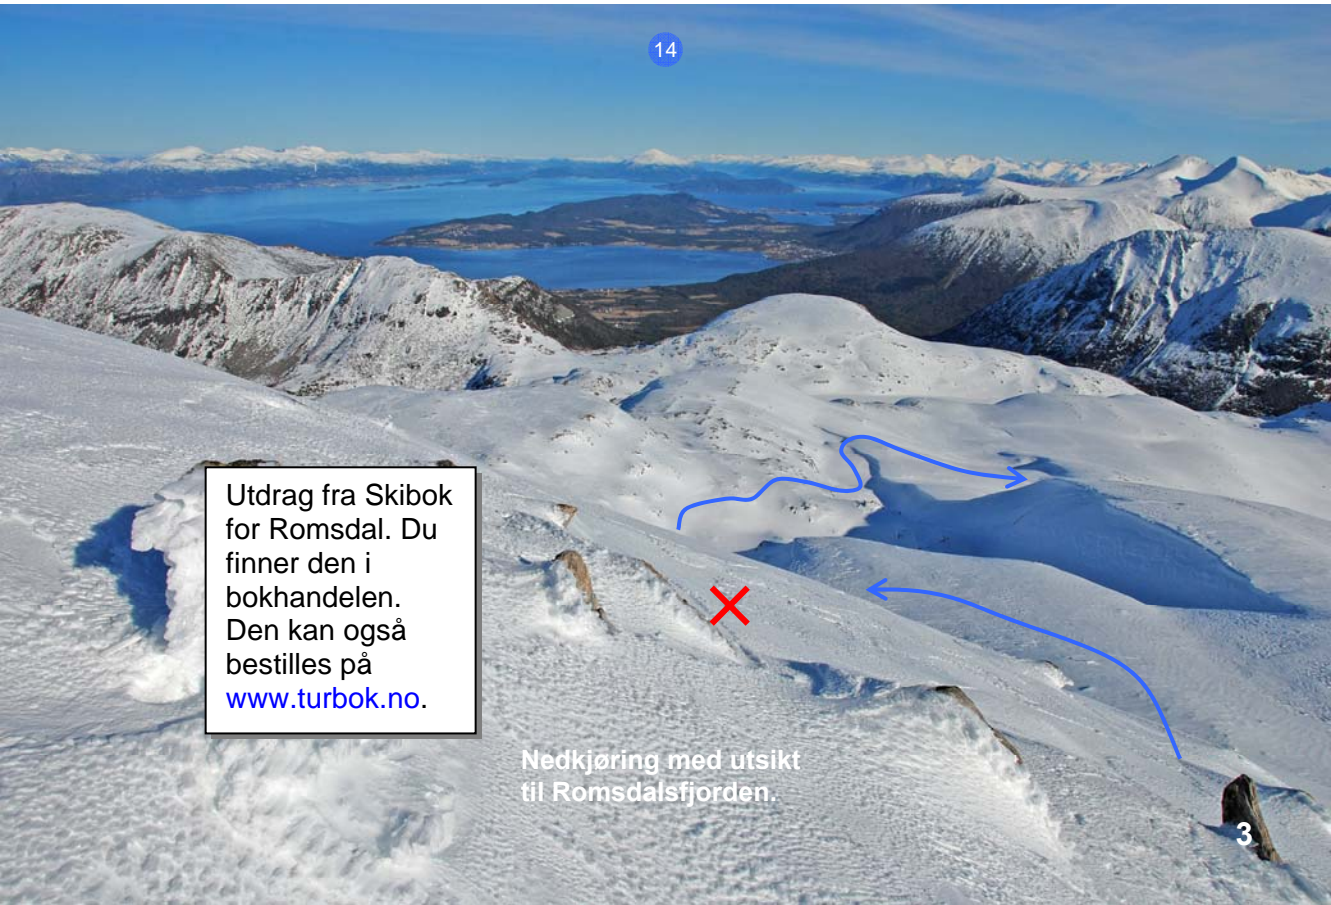 14
Utdrag fra Skibok
for Romsdal. Du
finner den i
bokhandelen.
Den kan også
bestilles på
www.turbok.no.
Nedkjøring med utsikt
til Romsdalsfjorden.
3